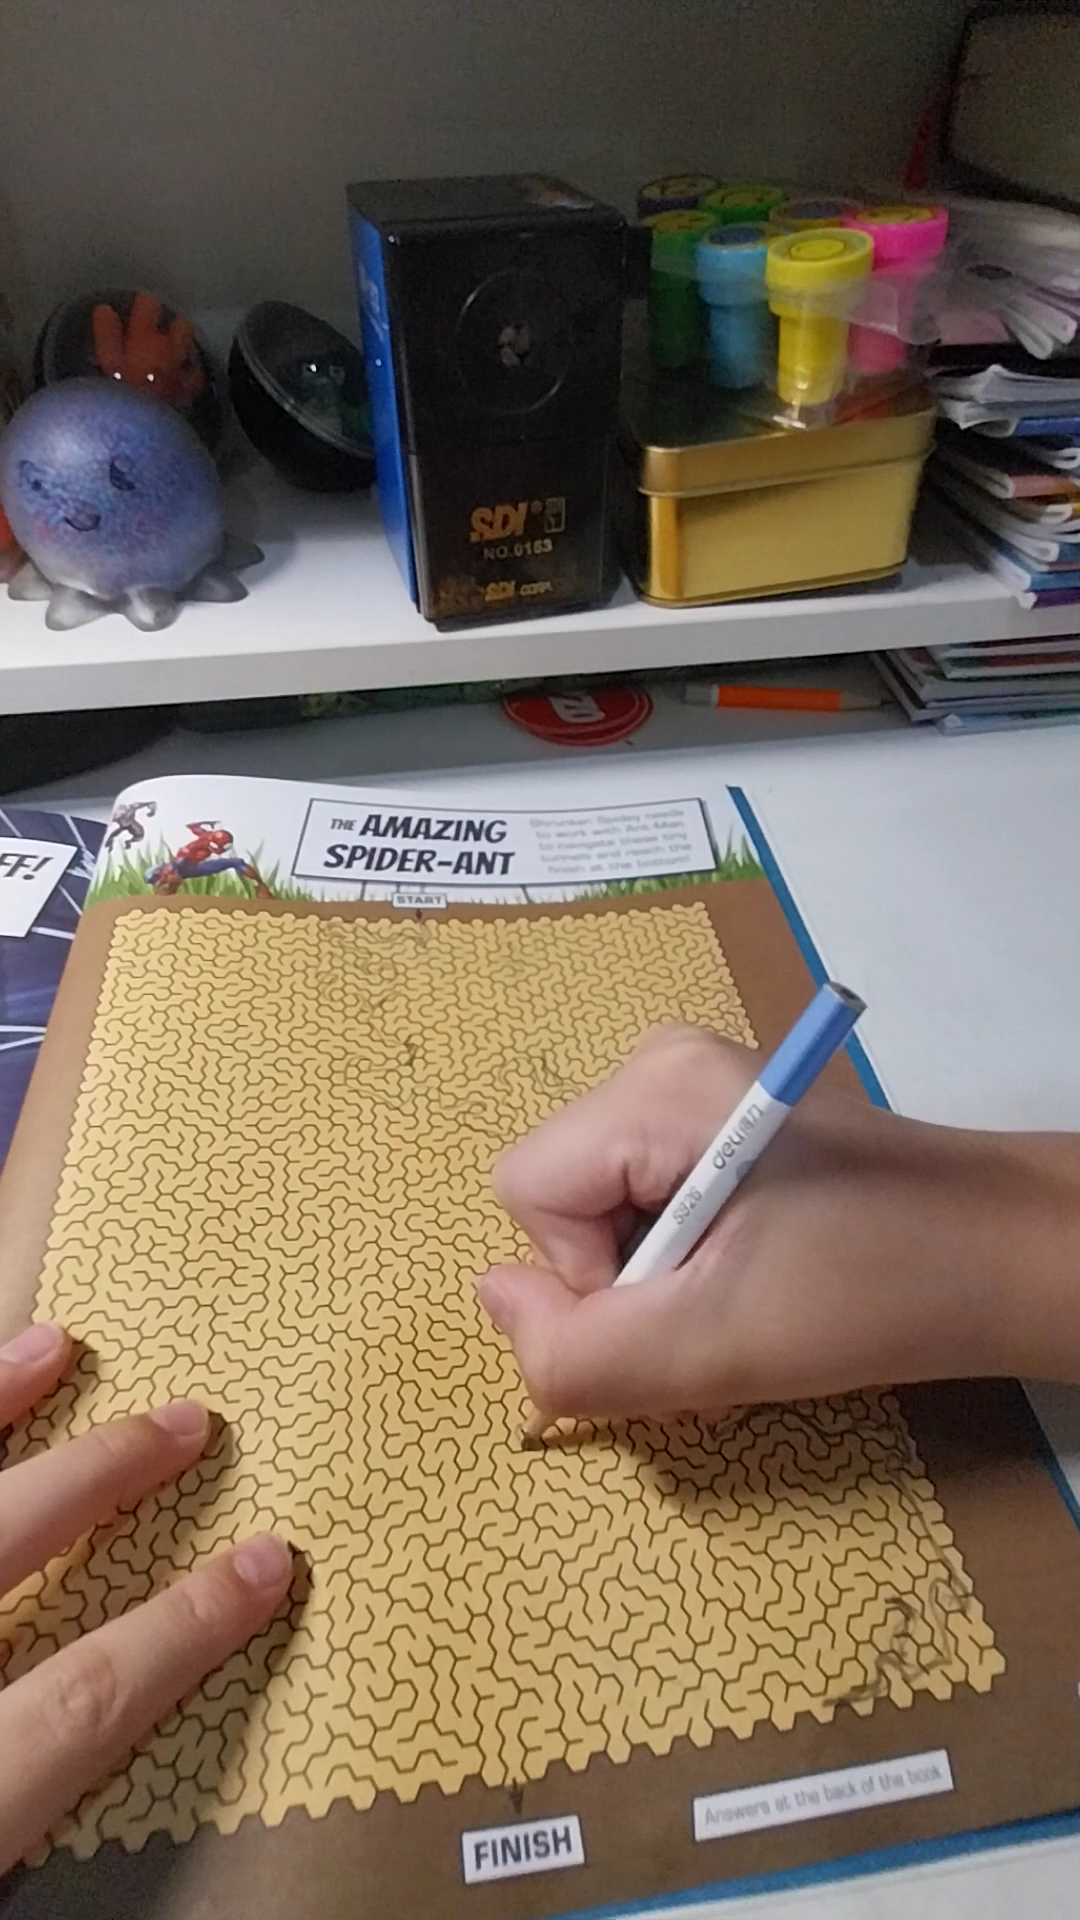 SDI®
NO.0153
SDI CORP.
OZO
FF!
THE AMAZING
SPIDER-ANT
Shrunken Spidey needs
to work with Ant-Man
to navigate these tiny
tunnels and reach the
finish at the bottom!
START
deli
S926
Answers at the back of the book
FINISH